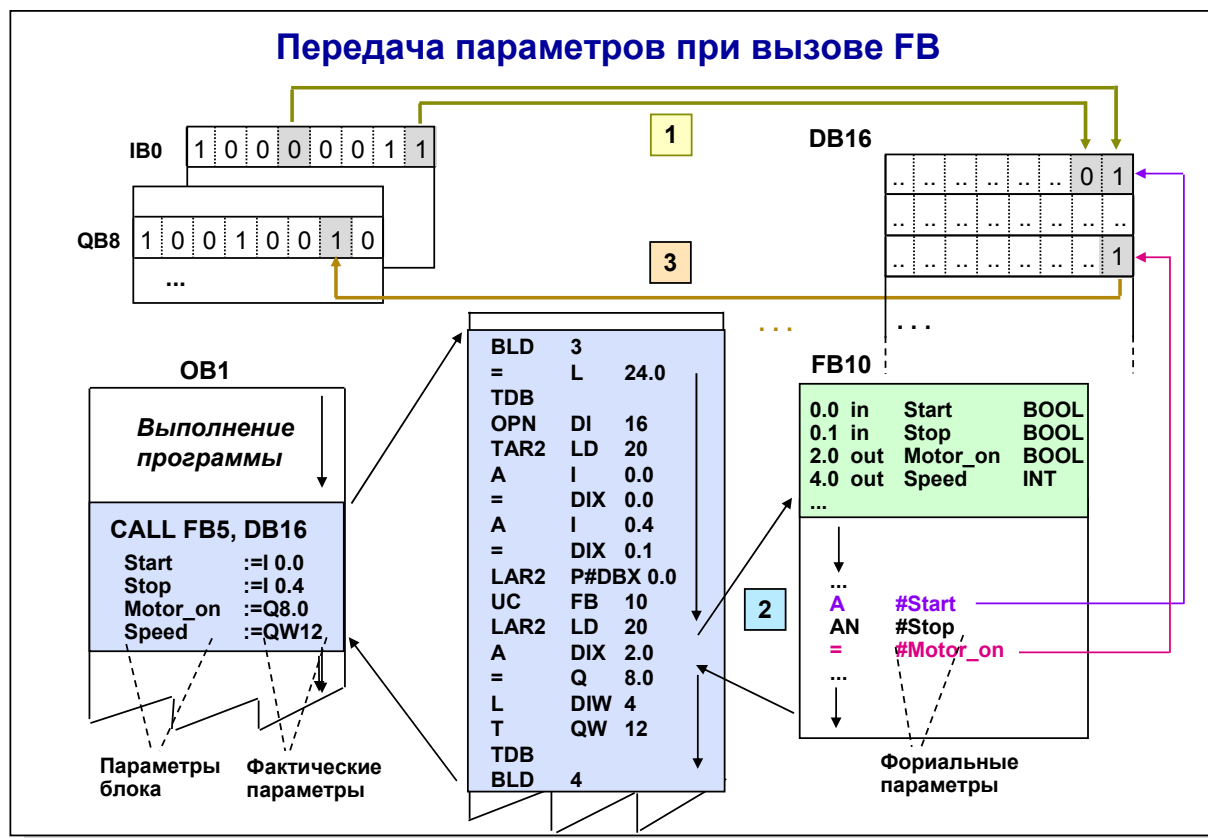 Передача параметров при вызове FB
1
IB0 1 0 0 0 0 0 1 1
DB16
.. .. .. .. .. .. 0 1
.. .. .. .. .. .. .. ..
.. .. .. .. .. .. .. 1
QB8 1 0 0 1 0 0 1 0
...
3
. . .
. . .
OB1
Выполнение
программы
CALL FB5, DB16
Start :=I 0.0
Stop :=I 0.4
Motor_on :=Q8.0
Speed :=QW12
Параметры
блока
Фактические
параметры
BLD 3
= L 24.0
TDB
OPN DI 16
TAR2 LD 20
A I 0.0
= DIX 0.0
A I 0.4
= DIX 0.1
LAR2 P#DBX 0.0
UC FB 10
LAR2 LD 20
A DIX 2.0
= Q 8.0
L DIW 4
T QW 12
TDB
BLD 4
2
FB10
0.0 in Start BOOL
0.1 in Stop BOOL
2.0 out Motor_on BOOL
4.0 out Speed INT
...
...
A #Start
AN #Stop
= #Motor_on
...
Фориальные
параметры